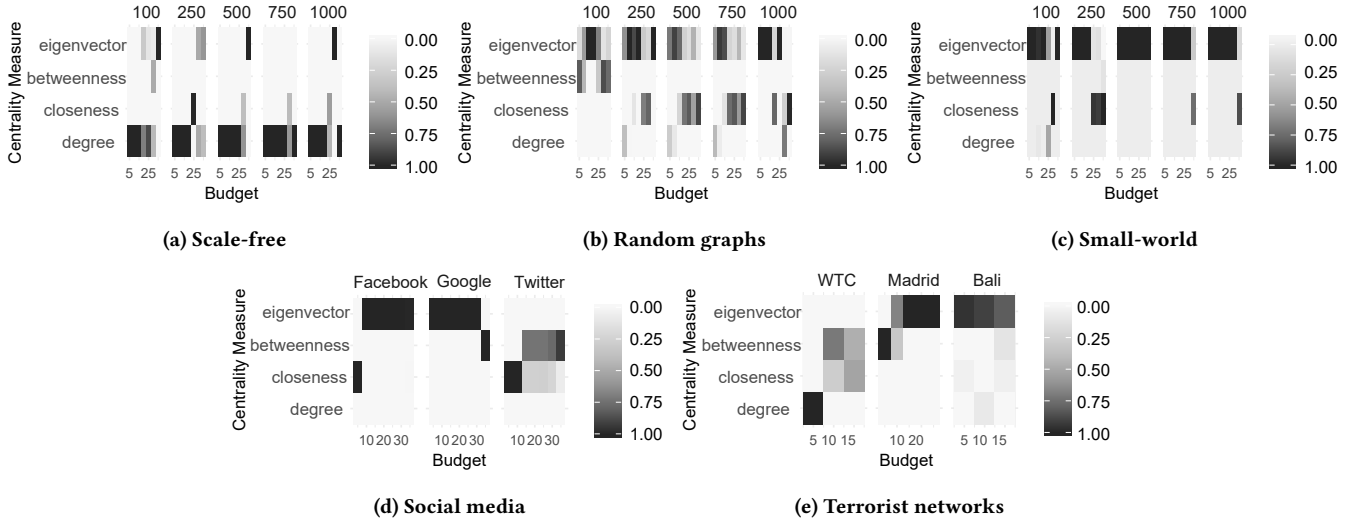 100 250 500 750 1000
Centrality Measure
eigenvector
betweenness
closeness
degree
5 25 5 25 5 25 5 25 5 25
Budget
0.00
0.25
0.50
0.75
1.00
(a) Scale-free
100 250 500 750 1000
Centrality Measure
eigenvector
betweenness
closeness
degree
5 25 5 25 5 25 5 25 5 25
Budget
0.00
0.25
0.50
0.75
1.00
(b) Random graphs
100 250 500 750 1000
Centrality Measure
eigenvector
betweenness
closeness
degree
5 25 5 25 5 25 5 25 5 25
Budget
0.00
0.25
0.50
0.75
1.00
(c) Small-world
Facebook Google Twitter
Centrality Measure
eigenvector
betweenness
closeness
degree
10 20 30 10 20 30 10 20 30
Budget
0.00
0.25
0.50
0.75
1.00
(d) Social media
WTC Madrid Bali
Centrality Measure
eigenvector
betweenness
closeness
degree
5 10 15 10 20 5 10 15
Budget
0.00
0.25
0.50
0.75
1.00
(e) Terrorist networks